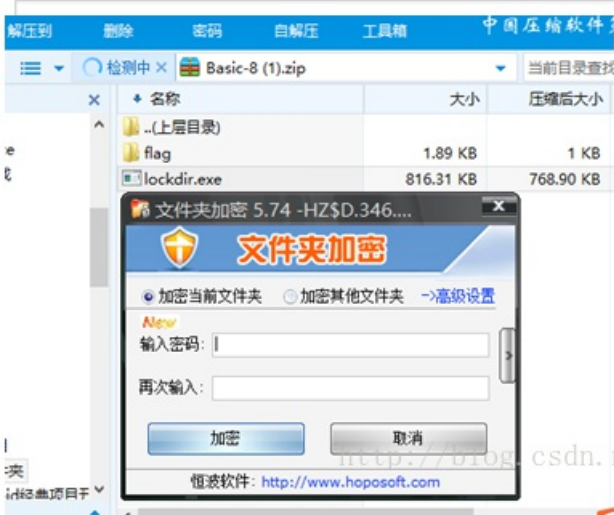 解压到 删除 密码 自解压 工具箱 中国压缩软件
检测中 × Basic-8 (1).zip 当前目录查找
× 名称 大小 压缩后大小
..(上层目录)
flag 1.89 KB 1 KB
lockdir.exe 816.31 KB 768.90 KB
文件夹加密 5.74 -HZ$D.346.... X
文件夹加密
加密当前文件夹 加密其他文件夹 ->高级设置
New
输入密码:
再次输入:
加密 取消
http://blog.csdn.n
恒波软件: http://www.hoposoft.com
夹
经典项目开